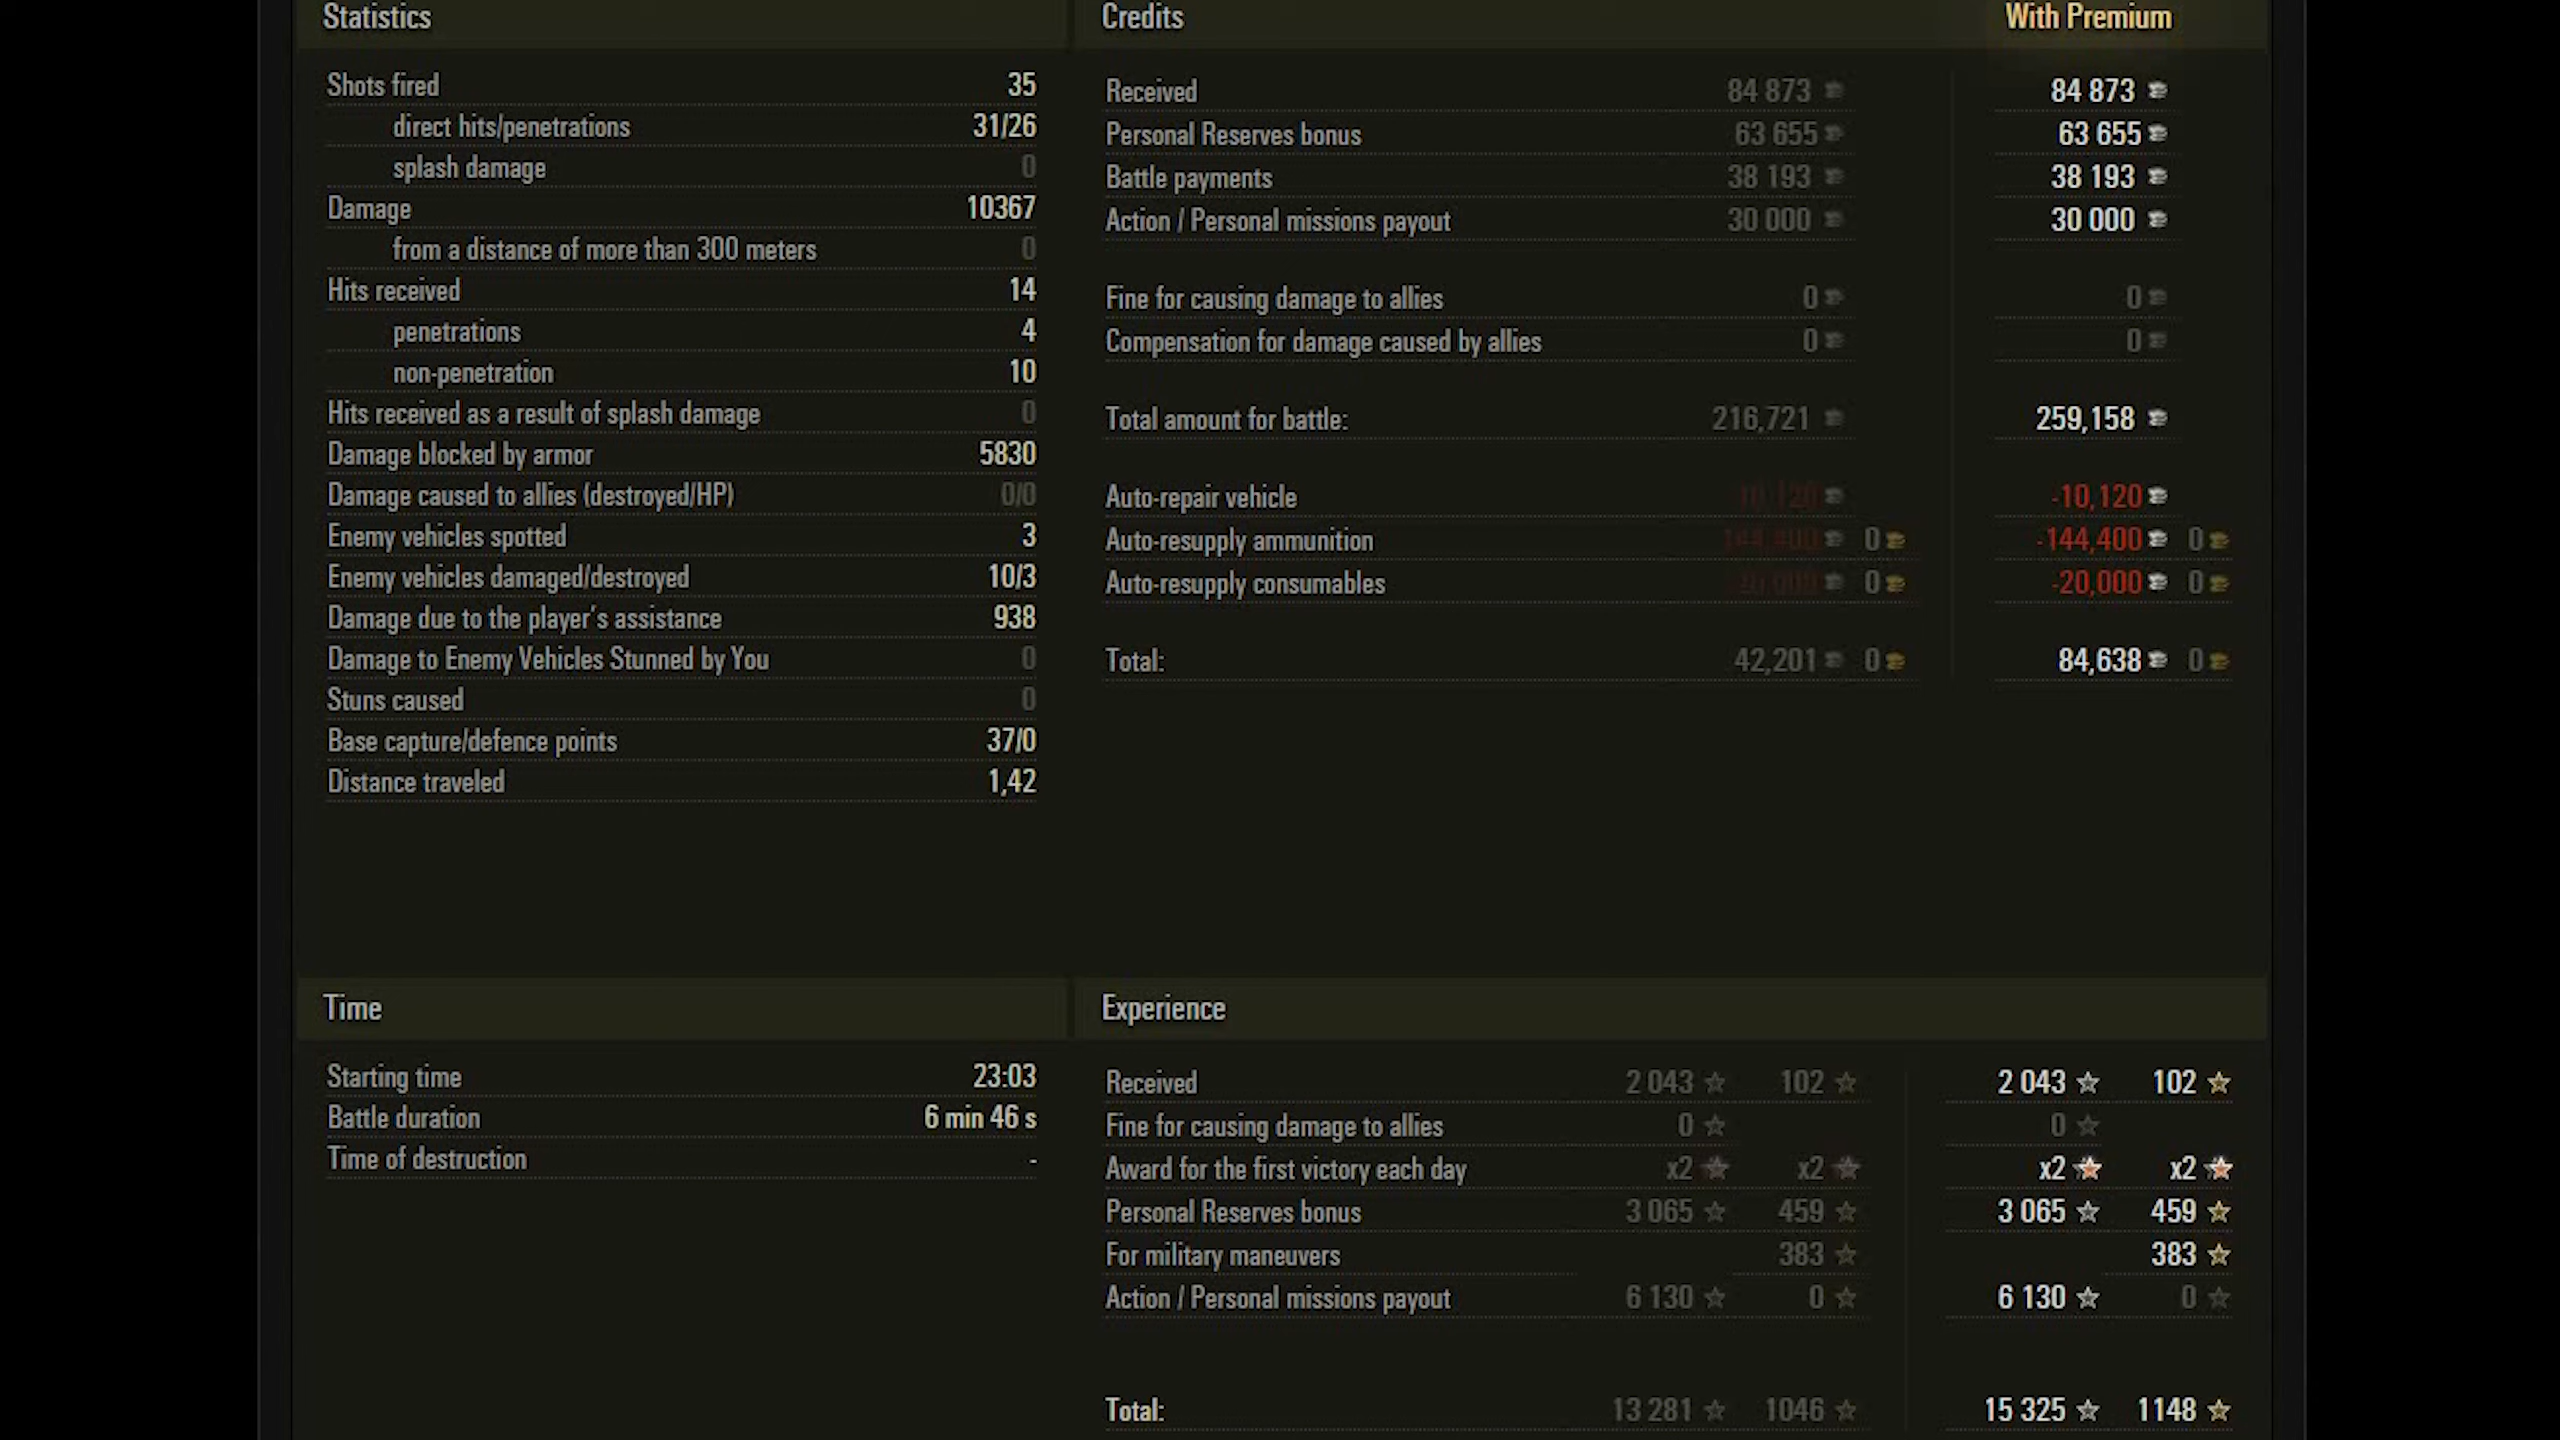 Statistics
Shots fired 35
direct hits/penetrations 31/26
splash damage 0
Damage 10367
from a distance of more than 300 meters 0
Hits received 14
penetrations 4
non-penetration 10
Hits received as a result of splash damage 0
Damage blocked by armor 5830
Damage caused to allies (destroyed/HP) 0/0
Enemy vehicles spotted 3
Enemy vehicles damaged/destroyed 10/3
Damage due to the player's assistance 938
Damage to Enemy Vehicles Stunned by You 0
Stuns caused 0
Base capture/defence points 37/0
Distance traveled 1,42
Credits With Premium
Received 84 873 84 873
Personal Reserves bonus 63 655 63 655
Battle payments 38 193 38 193
Action / Personal missions payout 30 000 30 000
Fine for causing damage to allies 0 0
Compensation for damage caused by allies 0 0
Total amount for battle: 216,721 259,158
Auto-repair vehicle -10,120 -10,120
Auto-resupply ammunition -144,400 0 -144,400 0
Auto-resupply consumables 0 -20,000 0
Total: 42,201 0 84,638 0
Time
Starting time 23:03
Battle duration 6 min 46 s
Time of destruction -
Experience
Received 2 043 102 2 043 102
Fine for causing damage to allies 0 0
Award for the first victory each day x2 x2 x2 x2
Personal Reserves bonus 3 065 459 3 065 459
For military maneuvers 383 383
Action / Personal missions payout 6 130 0 6 130 0
Total: 13 281 1046 15 325 1148